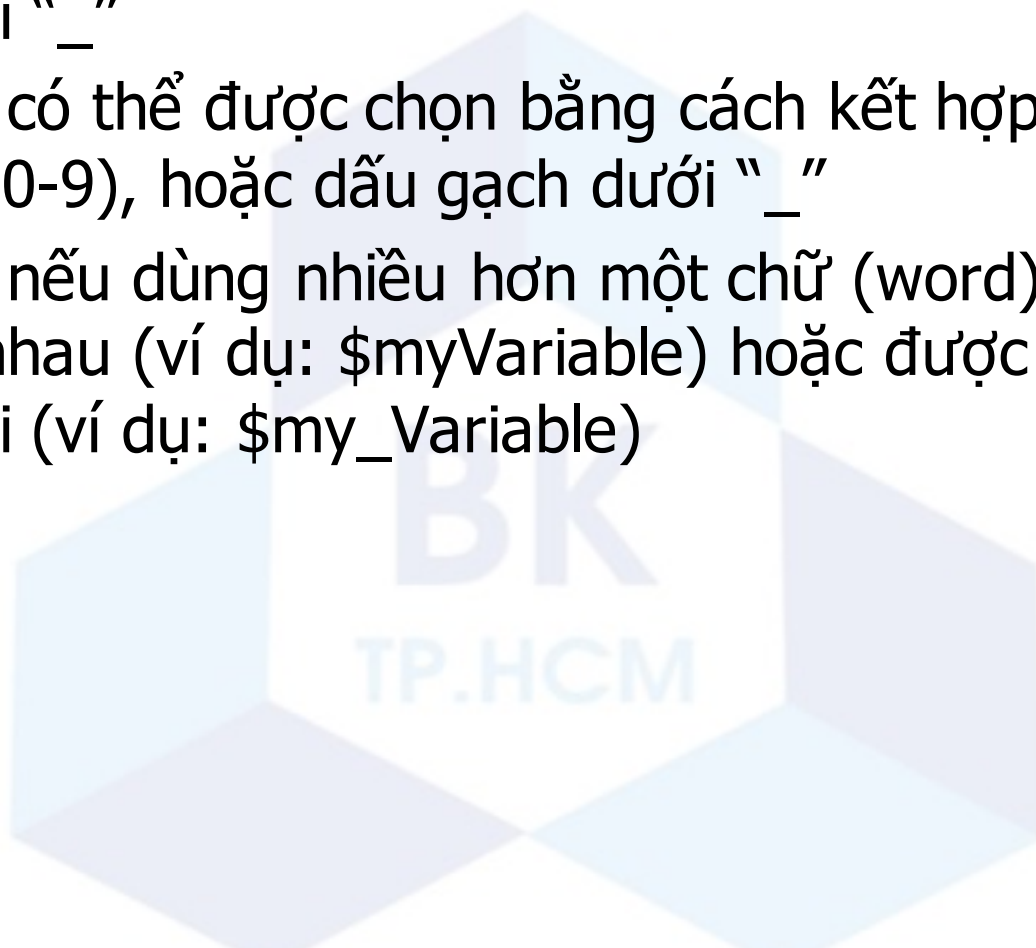 i “_”
có thể được chọn bằng cách kết hợp
0-9), hoặc dấu gạch dưới “_”
nếu dùng nhiều hơn một chữ (word)
nhau (ví dụ: $myVariable) hoặc được
i (ví dụ: $my_Variable)
BK
TP.HCM